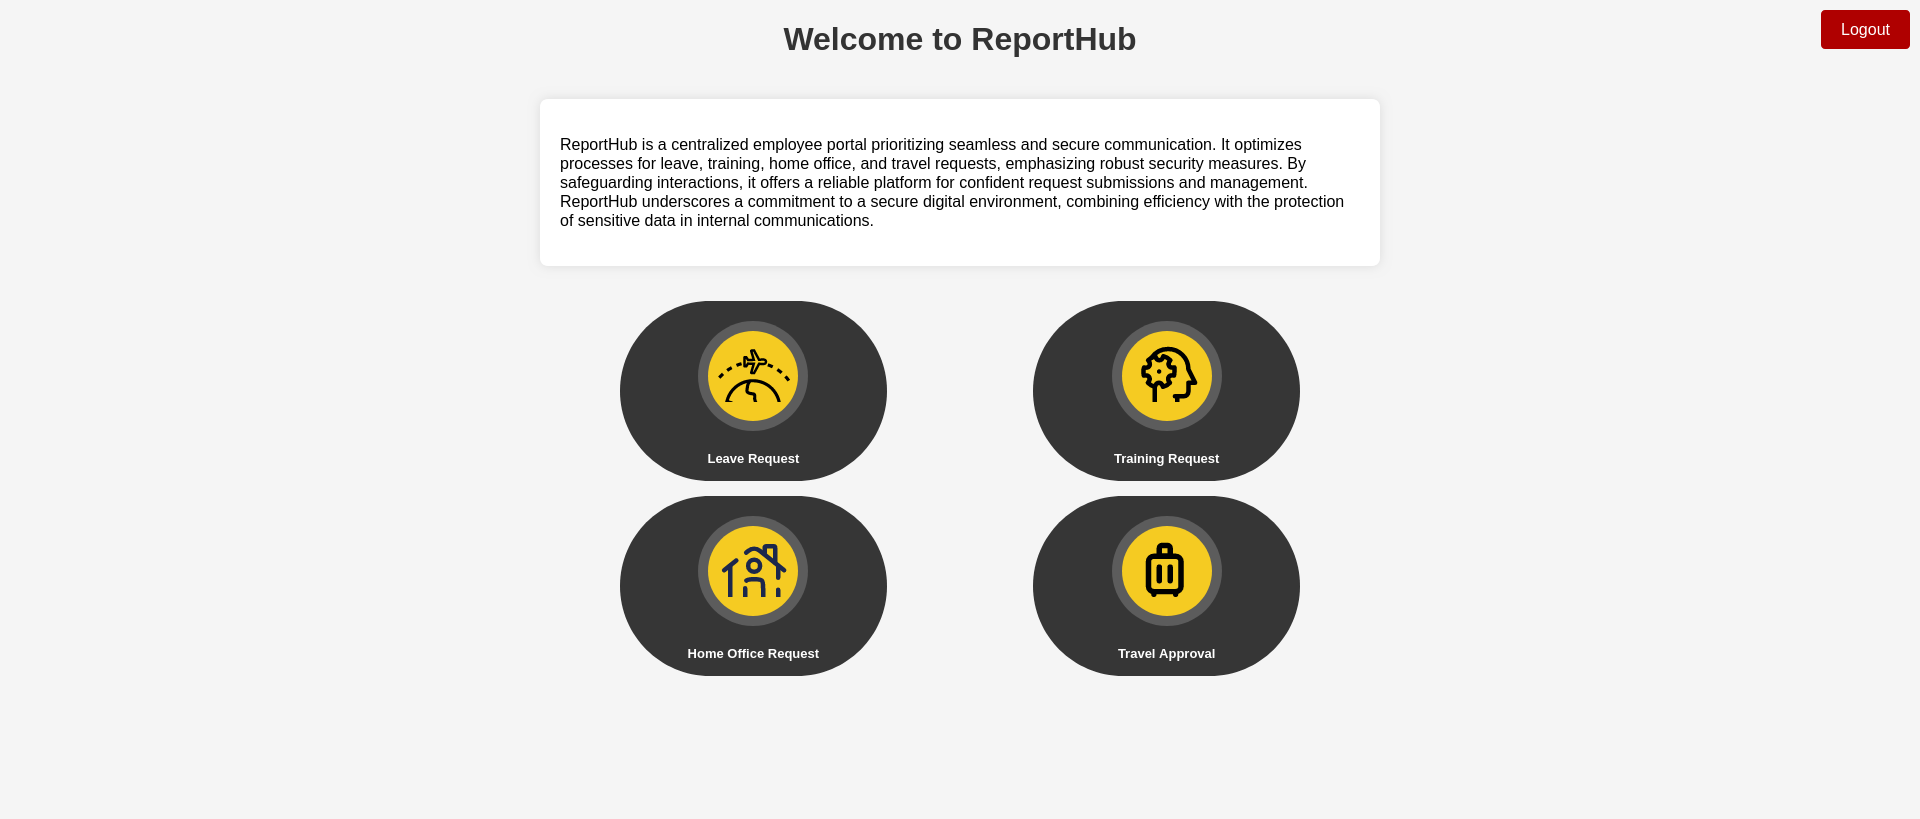 Welcome to ReportHub
Logout
ReportHub is a centralized employee portal prioritizing seamless and secure communication. It optimizes
processes for leave, training, home office, and travel requests, emphasizing robust security measures. By
safeguarding interactions, it offers a reliable platform for confident request submissions and management.
ReportHub underscores a commitment to a secure digital environment, combining efficiency with the protection
of sensitive data in internal communications.
Leave Request
Training Request
Home Office Request
Travel Approval